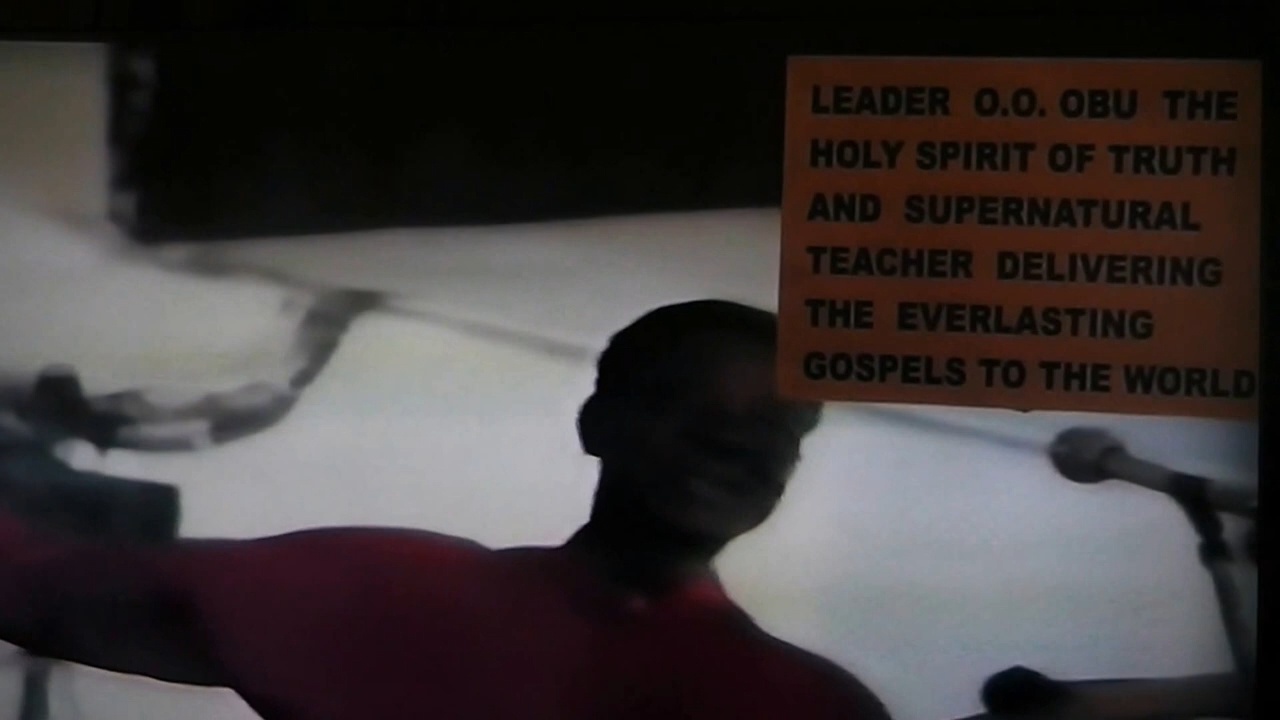 LEADER O.O. OBU THE
HOLY SPIRIT OF TRUTH
AND SUPERNATURAL
TEACHER DELIVERING
THE EVERLASTING
GOSPELS TO THE WORLD